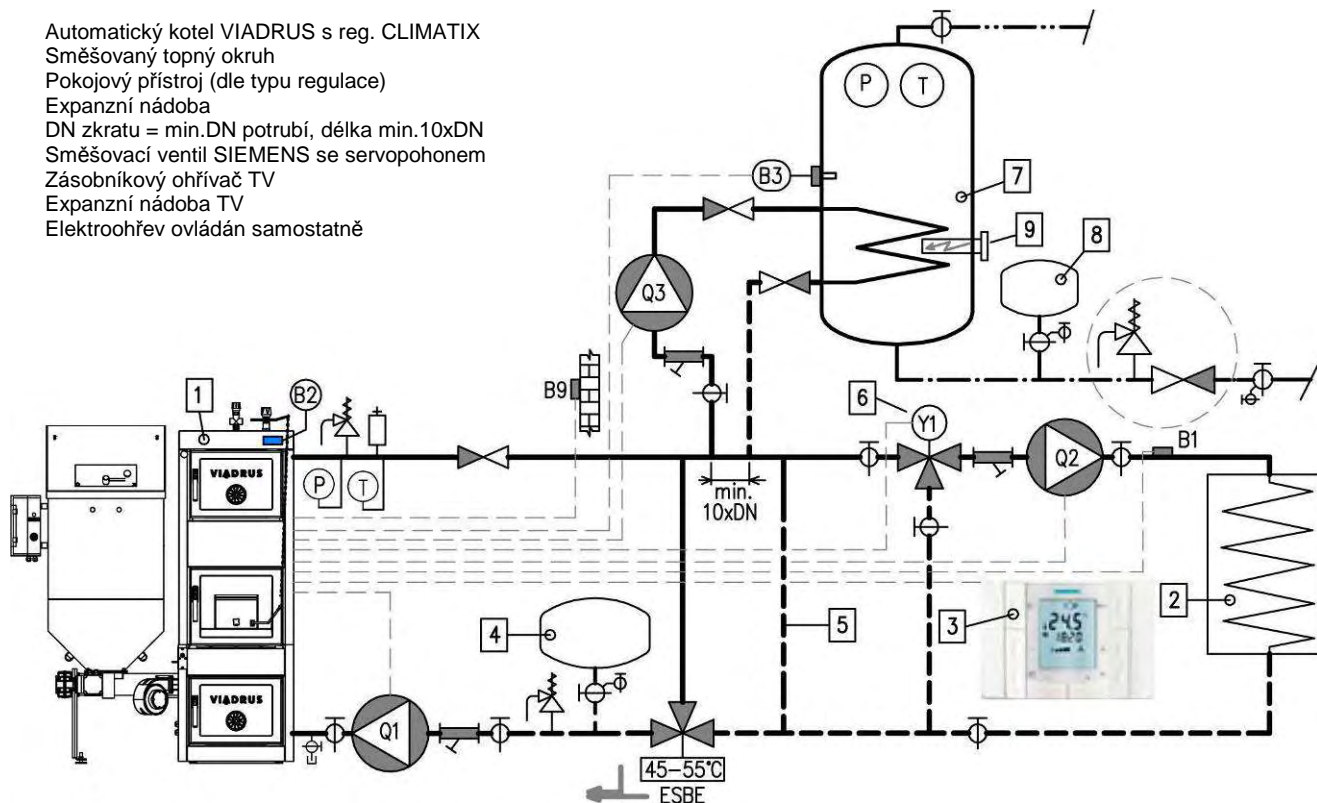 Automatický kotel VIADRUS s reg. CLIMATIX
Směšovaný topný okruh
Pokojový přístroj (dle typu regulace)
Expanzní nádoba
DN zkratu = min.DN potrubí, délka min.10xDN
Směšovací ventil SIEMENS se servopohonem
Zásobníkový ohřívač TV
Expanzní nádoba TV
Elektroohřev ovládán samostatně
P
T
B3
7
9
8
Q3
B9
6
1
B2
Y1
B1
VIADRUS
P
T
Q2
min.
10xDN
2
3
24.5
4
5
VIADRUS
Q1
45–55°C
ESBE